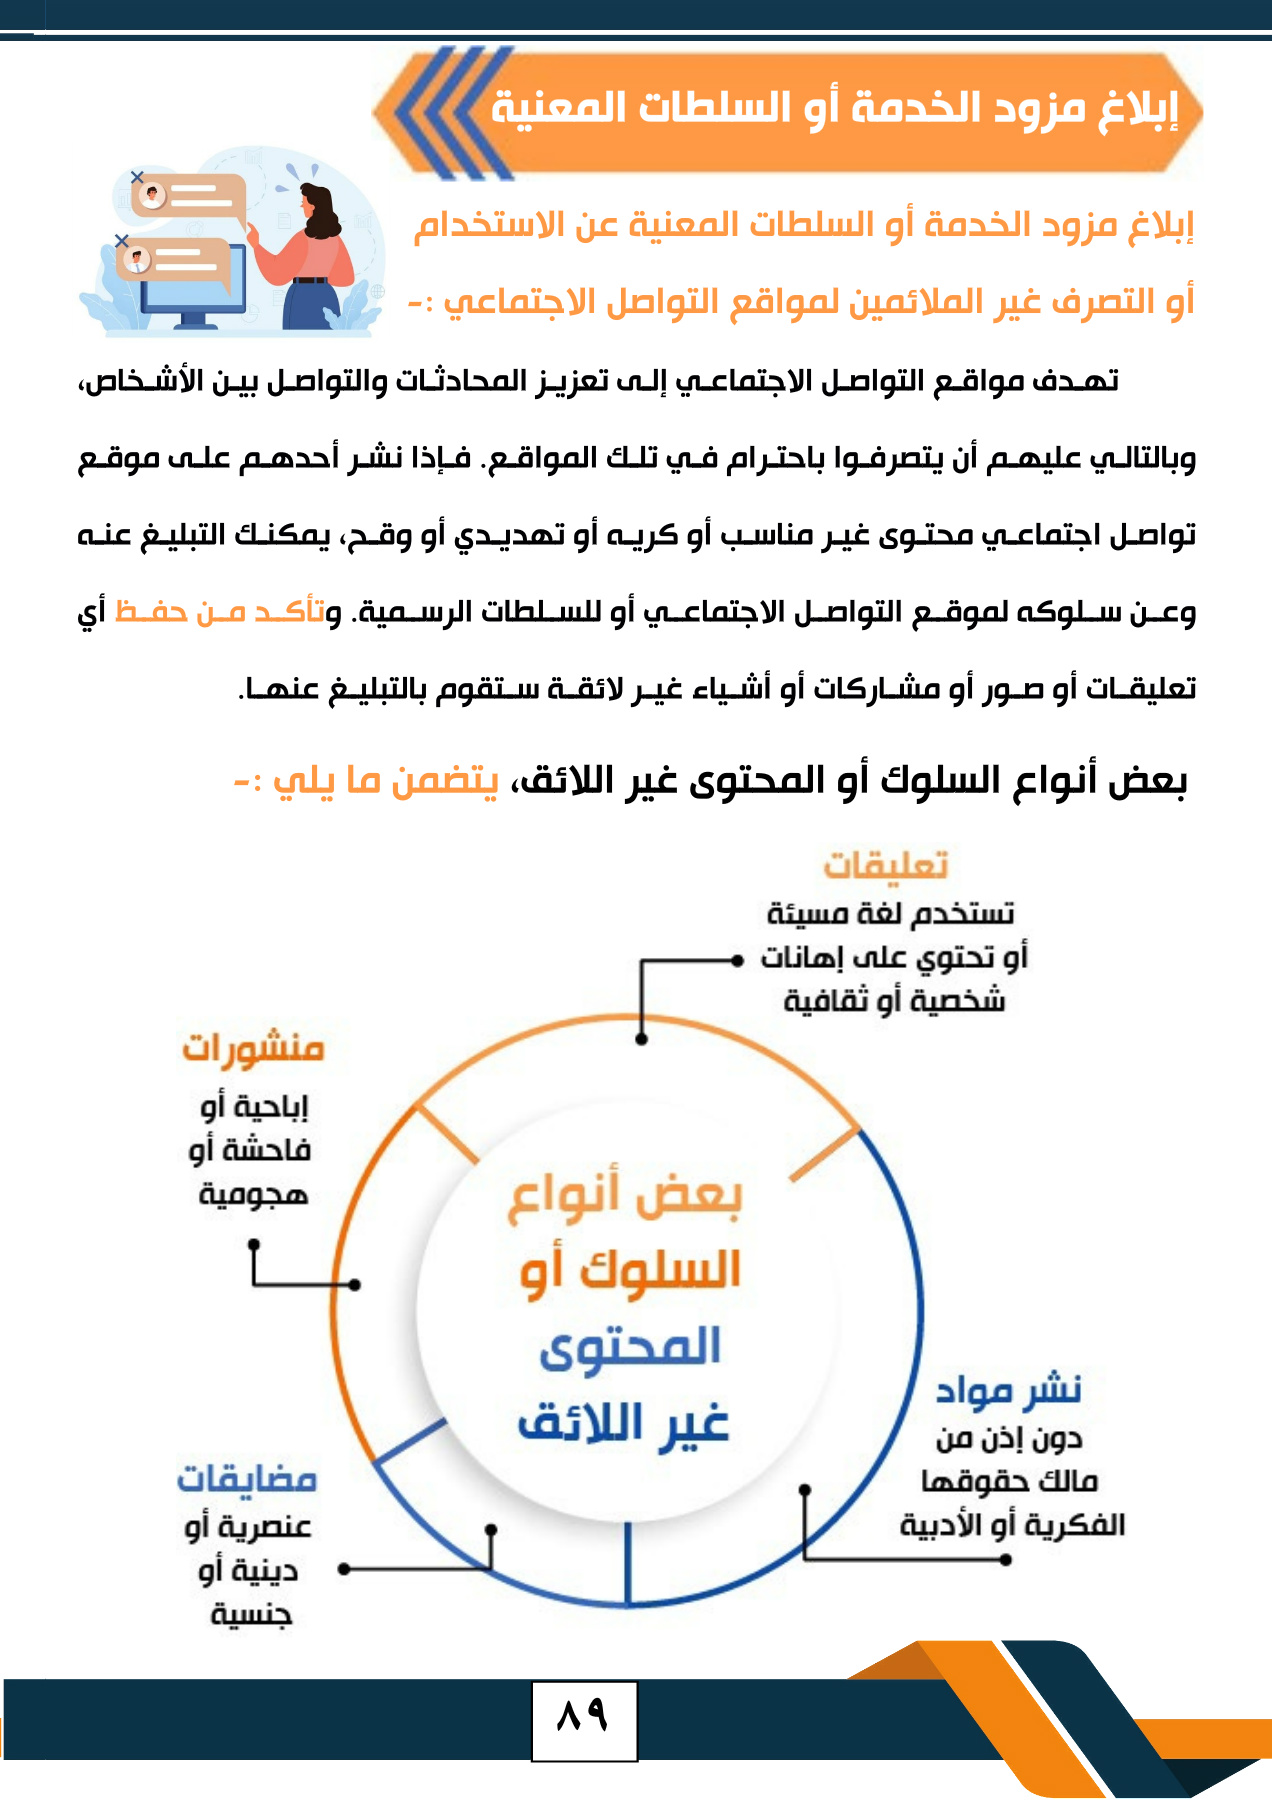 إبلاغ مزود الخدمة أو السلطات المعنية
إبلاغ مزود الخدمة أو السلطات المعنية عن الاستخدام
أو التصرف غير الملائمين لمواقع التواصل الاجتماعي :-
تهدف مواقع التواصل الاجتماعي إلى تعزيز المحادثات والتواصل بين الأشخاص،
وبالتالي عليهم أن يتصرفوا باحترام في تلك المواقع. فإذا نشر أحدهم على موقع
تواصل اجتماعي محتوى غير مناسب أو كريه أو تهديدي أو وقح، يمكنك التبليغ عنه
وعن سلوكه لموقع التواصل الاجتماعي أو للسلطات الرسمية. وتأكد من حفظ أي
تعليقات أو صور أو مشاركات أو أشياء غير لائقة ستقوم بالتبليغ عنها.
بعض أنواع السلوك أو المحتوى غير اللائق، يتضمن ما يلي :-
تعليقات
تستخدم لغة مسيئة
أو تحتوي على إهانات
شخصية أو ثقافية
منشورات
إباحية أو
فاحشة أو
هجومية
بعض أنواع
السلوك أو
المحتوى
غير اللائق
نشر مواد
دون إذن من
مالك حقوقها
الفكرية أو الأدبية
مضايقات
عنصرية أو
دينية أو
جنسية
٨٩